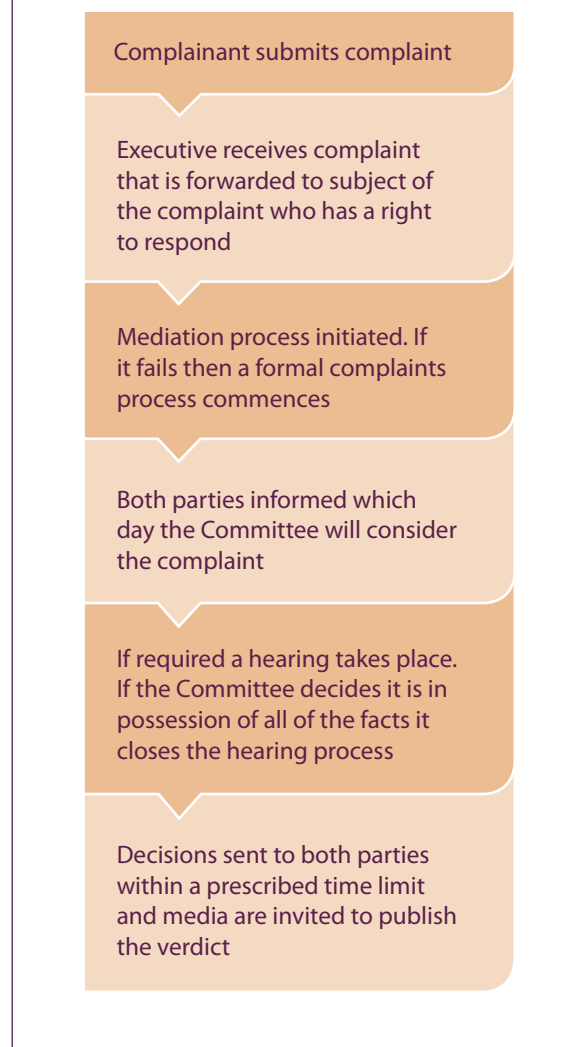 Complainant submits complaint
Executive receives complaint
that is forwarded to subject of
the complaint who has a right
to respond
Mediation process initiated. If
it fails then a formal complaints
process commences
Both parties informed which
day the Committee will consider
the complaint
If required a hearing takes place.
If the Committee decides it is in
possession of all of the facts it
closes the hearing process
Decisions sent to both parties
within a prescribed time limit
and media are invited to publish
the verdict